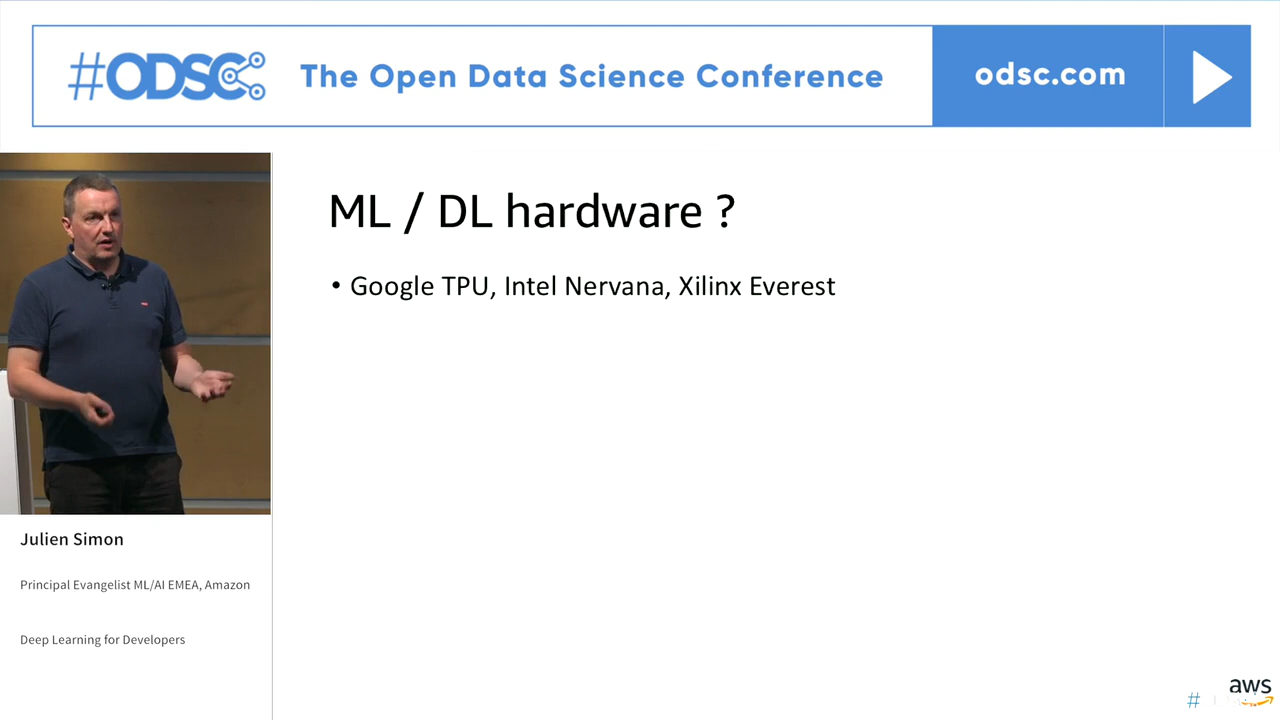 #ODSC
The Open Data Science Conference
odsc.com
ML / DL hardware ?
• Google TPU, Intel Nervana, Xilinx Everest
Julien Simon
Principal Evangelist ML/AI EMEA, Amazon
Deep Learning for Developers
aws
#